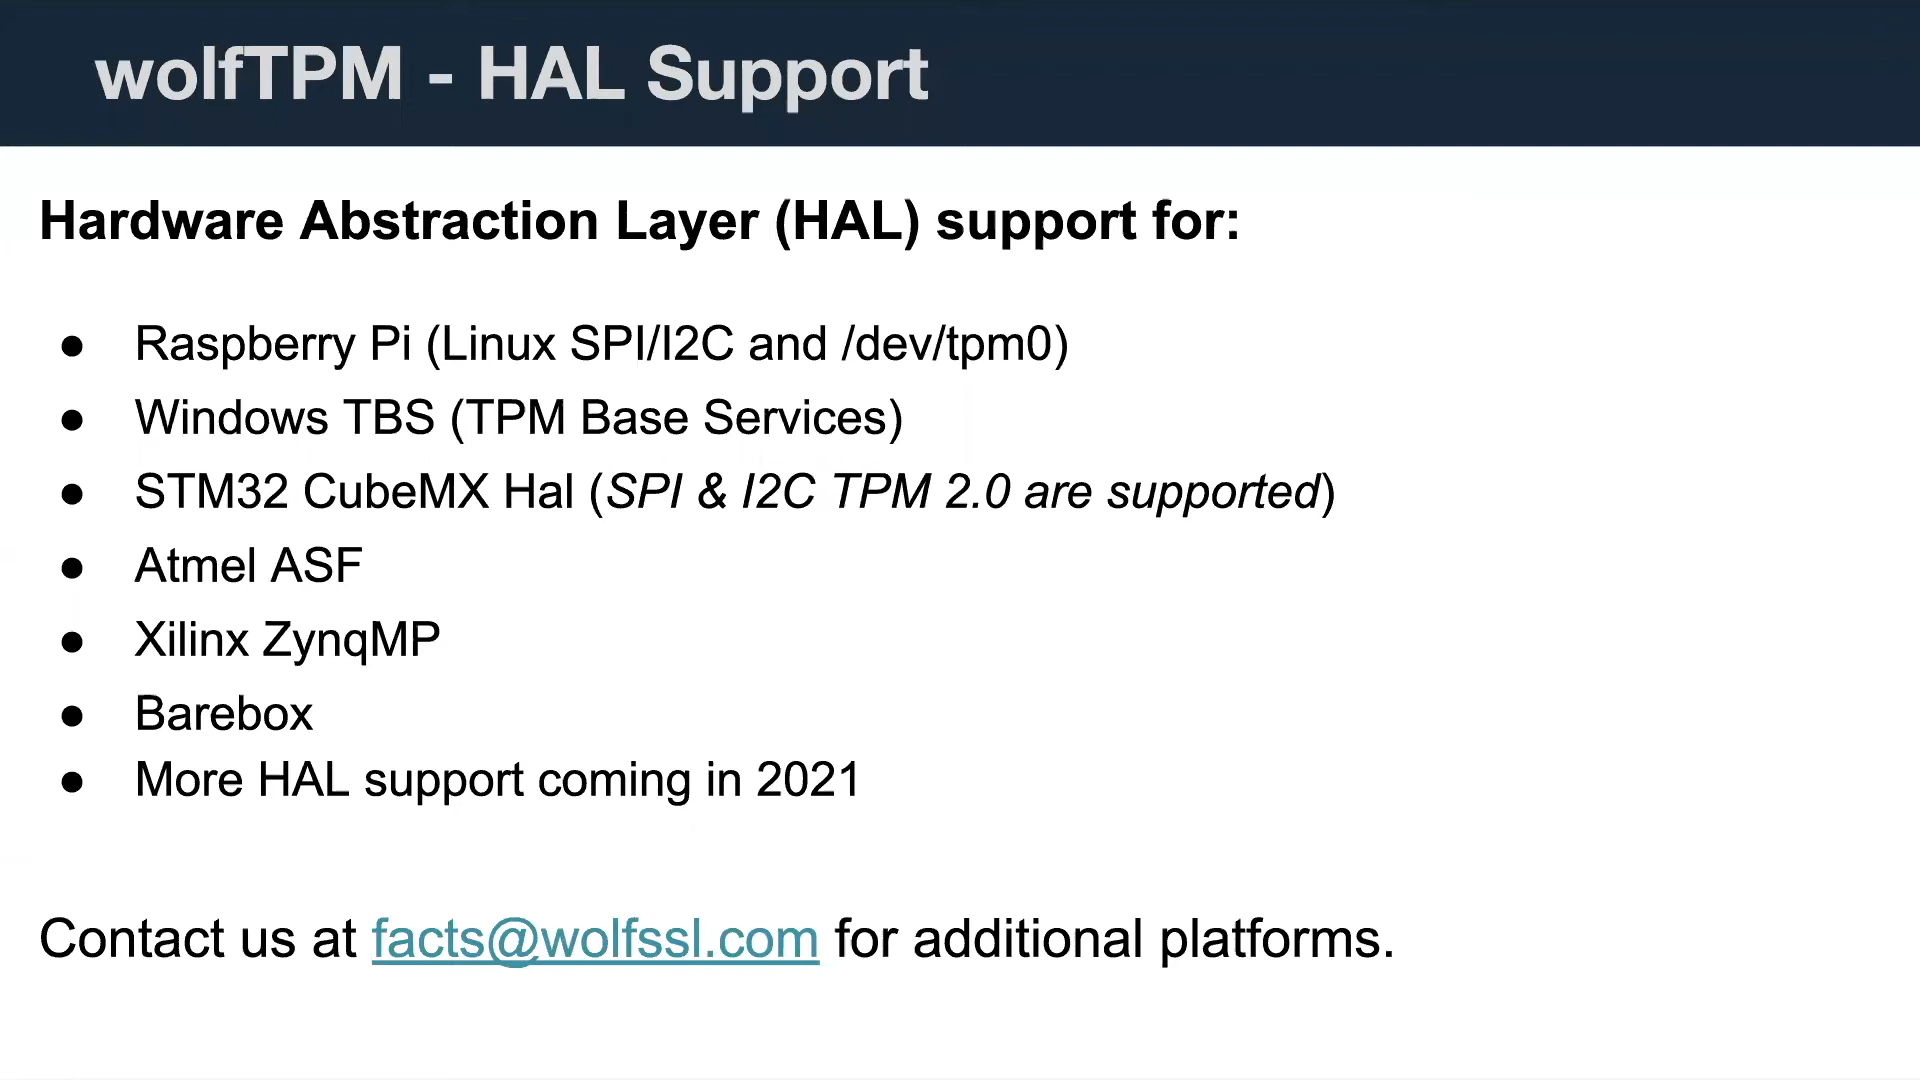 wolfTPM - HAL Support
Hardware Abstraction Layer (HAL) support for:
● Raspberry Pi (Linux SPI/I2C and /dev/tpm0)
● Windows TBS (TPM Base Services)
● STM32 CubeMX Hal (SPI & I2C TPM 2.0 are supported)
● Atmel ASF
● Xilinx ZynqMP
● Barebox
● More HAL support coming in 2021
Contact us at facts@wolfssl.com for additional platforms.